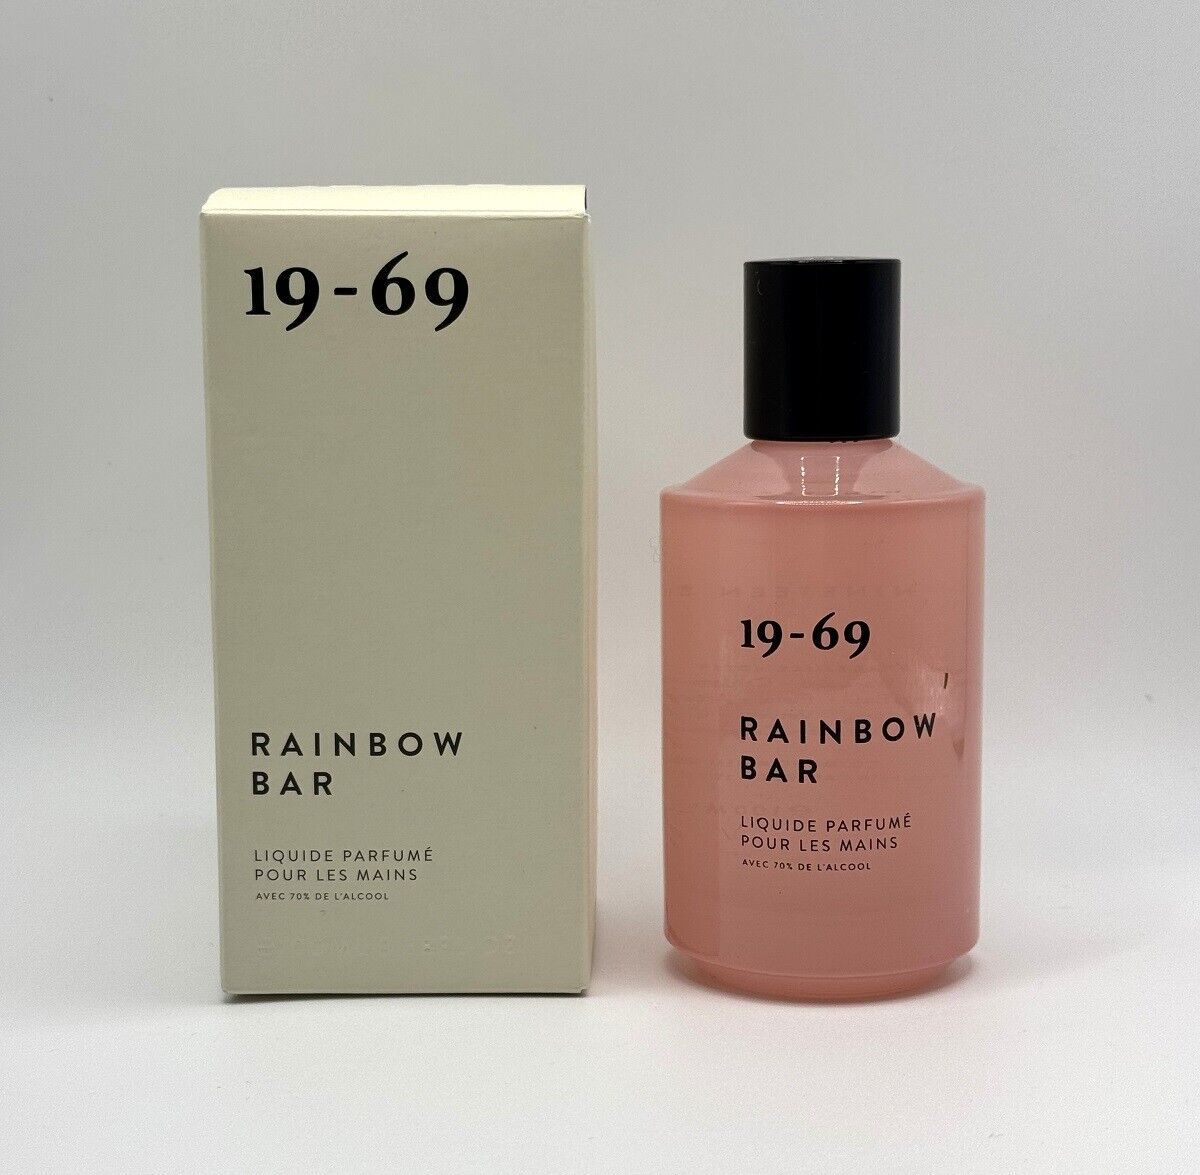 19-69
RAINBOW
BAR
LIQUIDE PARFUMÉ
POUR LES MAINS
AVEC 70% DE L'ALCOOL
19-69
RAINBOW
BAR
LIQUIDE PARFUMÉ
POUR LES MAINS
AVEC 70% DE L'ALCOOL